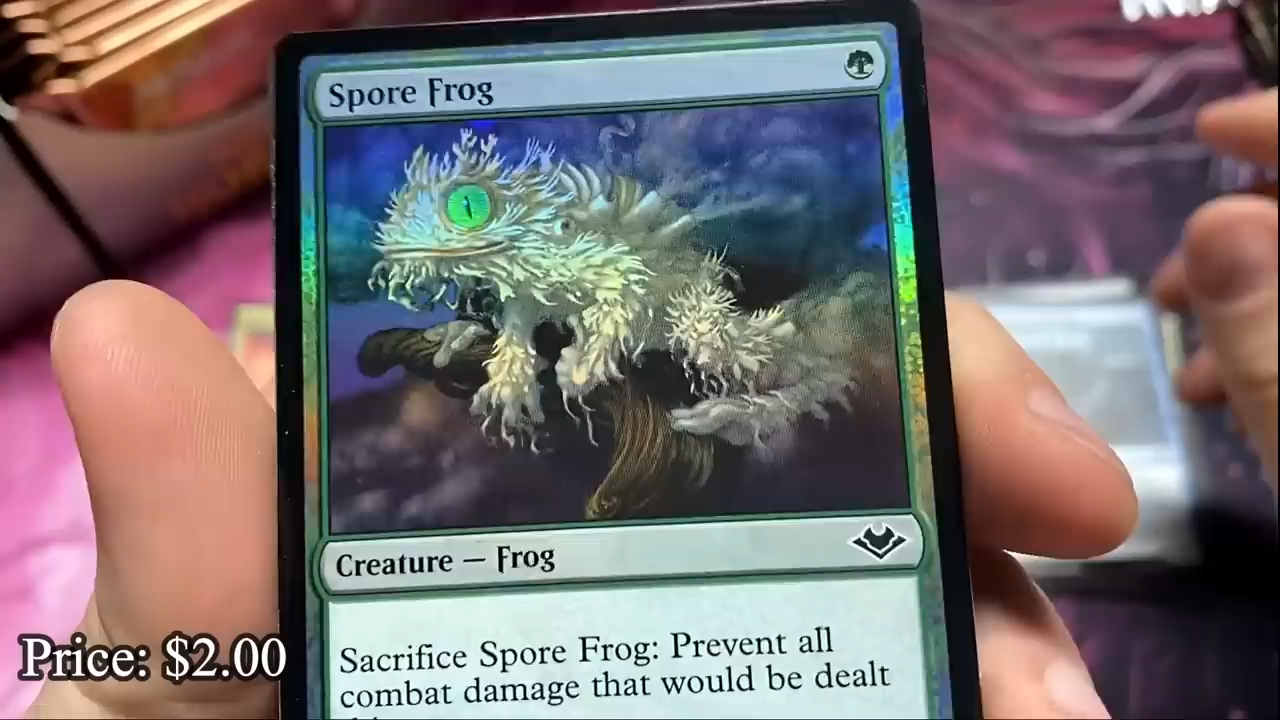 Spore Frog
Creature — Frog
Sacrifice Spore Frog: Prevent all
combat damage that would be dealt
Price: $2.00